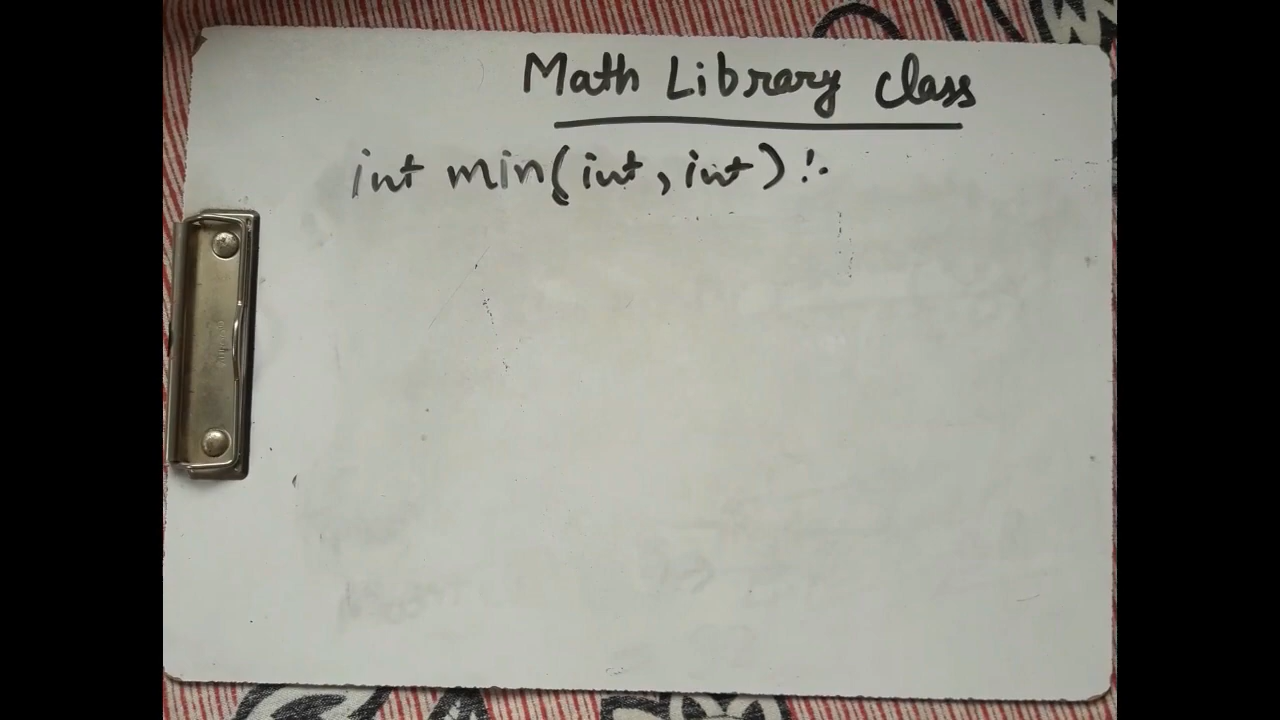 Math Library class
int min(int, int) :-